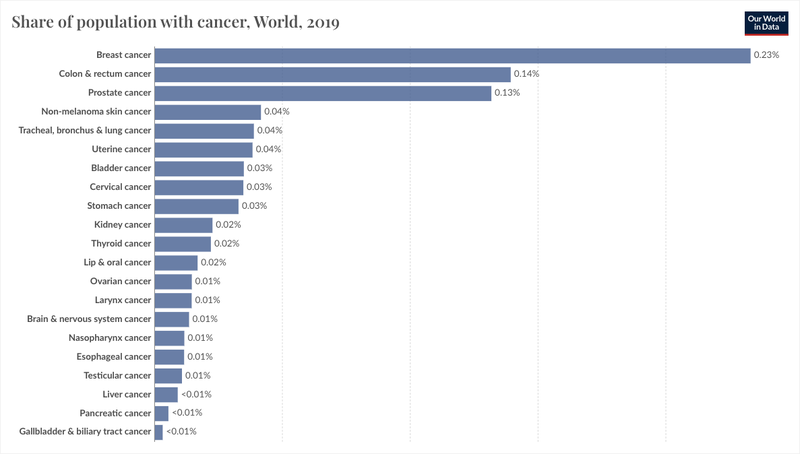 Share of population with cancer, World, 2019
Our World
in Data
Breast cancer 0.23%
Colon & rectum cancer 0.14%
Prostate cancer 0.13%
Non-melanoma skin cancer 0.04%
Tracheal, bronchus & lung cancer 0.04%
Uterine cancer 0.04%
Bladder cancer 0.03%
Cervical cancer 0.03%
Stomach cancer 0.03%
Kidney cancer 0.02%
Thyroid cancer 0.02%
Lip & oral cancer 0.02%
Ovarian cancer 0.01%
Larynx cancer 0.01%
Brain & nervous system cancer 0.01%
Nasopharynx cancer 0.01%
Esophageal cancer 0.01%
Testicular cancer 0.01%
Liver cancer <0.01%
Pancreatic cancer <0.01%
Gallbladder & biliary tract cancer <0.01%